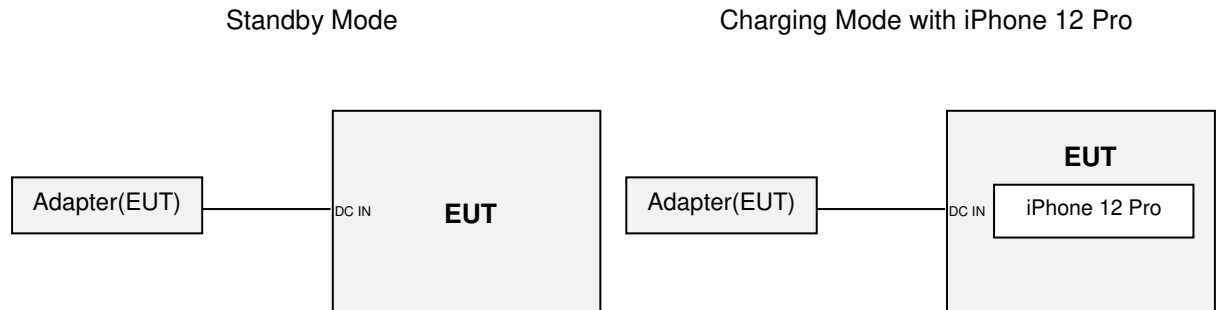 Standby Mode
Charging Mode with iPhone 12 Pro
Adapter(EUT)
DC IN
EUT
Adapter(EUT)
DC IN
EUT
iPhone 12 Pro